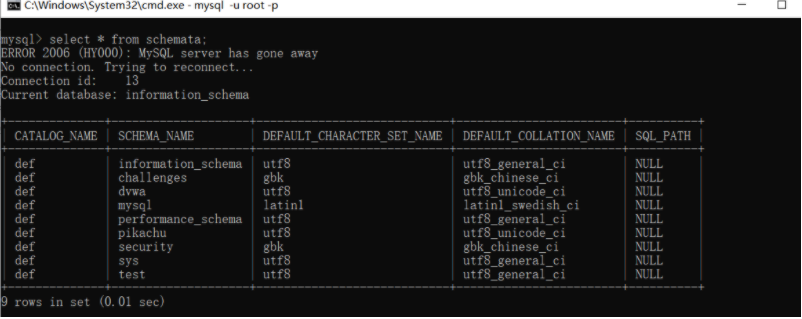 C:\Windows\System32\cmd.exe - mysql -u root -p
mysql> select * from schemata;
ERROR 2006 (HY000): MySQL server has gone away
No connection. Trying to reconnect...
Connection id:    13
Current database: information_schema
+--------------+--------------------+----------------------------+------------------------+----------+
| CATALOG_NAME | SCHEMA_NAME        | DEFAULT_CHARACTER_SET_NAME | DEFAULT_COLLATION_NAME | SQL_PATH |
+--------------+--------------------+----------------------------+------------------------+----------+
| def          | information_schema | utf8                       | utf8_general_ci        | NULL     |
| def          | challenges         | gbk                        | gbk_chinese_ci         | NULL     |
| def          | dvwa               | utf8                       | utf8_unicode_ci        | NULL     |
| def          | mysql              | latin1                     | latin1_swedish_ci      | NULL     |
| def          | performance_schema | utf8                       | utf8_general_ci        | NULL     |
| def          | pikachu            | utf8                       | utf8_unicode_ci        | NULL     |
| def          | security           | gbk                        | gbk_chinese_ci         | NULL     |
| def          | sys                | utf8                       | utf8_general_ci        | NULL     |
| def          | test               | utf8                       | utf8_general_ci        | NULL     |
+--------------+--------------------+----------------------------+------------------------+----------+
9 rows in set (0.01 sec)